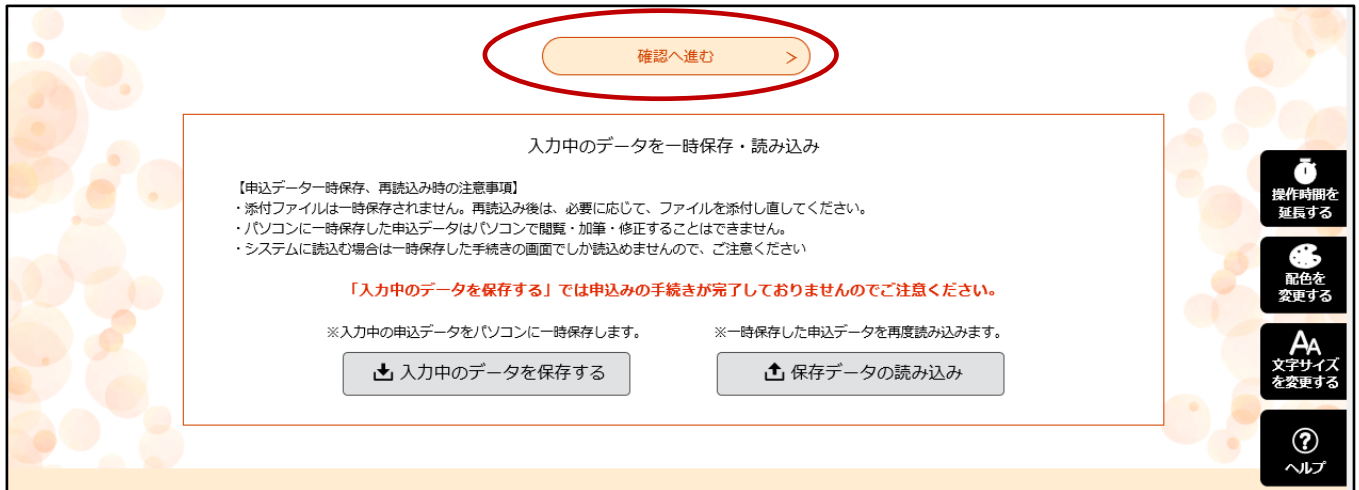 確認へ進む >
入力中のデータを一時保存・読み込み
【申込データ一時保存、再読込み時の注意事項】
・添付ファイルは一時保存されません。再読込み後は、必要に応じて、ファイルを添付し直してください。
・パソコンに一時保存した申込データはパソコンで閲覧・加筆・修正することはできません。
・システムに読込む場合は一時保存した手続きの画面でしか読込めませんので、ご注意ください
「入力中のデータを保存する」では申込みの手続きが完了しておりませんのでご注意ください。
※入力中の申込データをパソコンに一時保存します。
入力中のデータを保存する
※一時保存した申込データを再度読み込みます。
保存データの読み込み
操作時間を
延長する
配色を
変更する
AA
文字サイズ
を変更する
?
ヘルプ